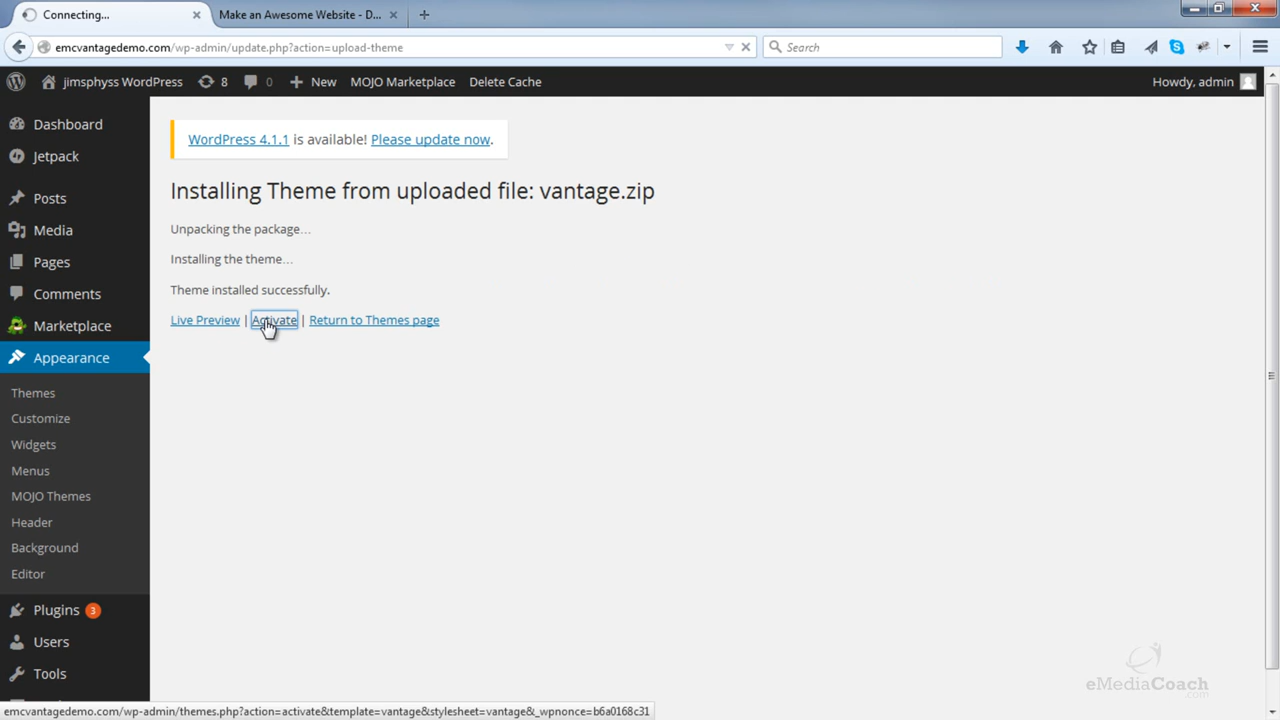 Connecting...
Make an Awesome Website - D...
emcvantagedemo.com/wp-admin/update.php?action=upload-theme
Search
jimsphyss WordPress
8
0
New
MOJO Marketplace
Delete Cache
Howdy, admin
Dashboard
Jetpack
Posts
Media
Pages
Comments
Marketplace
Appearance
Themes
Customize
Widgets
Menus
MOJO Themes
Header
Background
Editor
Plugins 3
Users
Tools
WordPress 4.1.1 is available! Please update now.
Installing Theme from uploaded file: vantage.zip
Unpacking the package…
Installing the theme…
Theme installed successfully.
Live Preview | Activate | Return to Themes page
eMediaCoach
.com
emcvantagedemo.com/wp-admin/themes.php?action=activate&template=vantage&stylesheet=vantage&_wpnonce=b6a0168c31